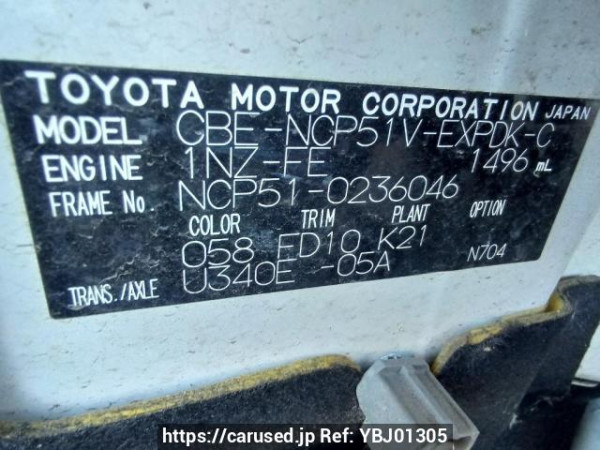 TOYOTA MOTOR CORPORATION JAPAN
MODEL CBE-NCP51V-EXPDK-C
ENGINE 1NZ-FE 1496 mL
FRAME No. NCP51-0236046
COLOR TRIM PLANT OPTION
058 FD10 K21
TRANS./AXLE U340E -05A N704
https://carused.jp Ref: YBJ01305